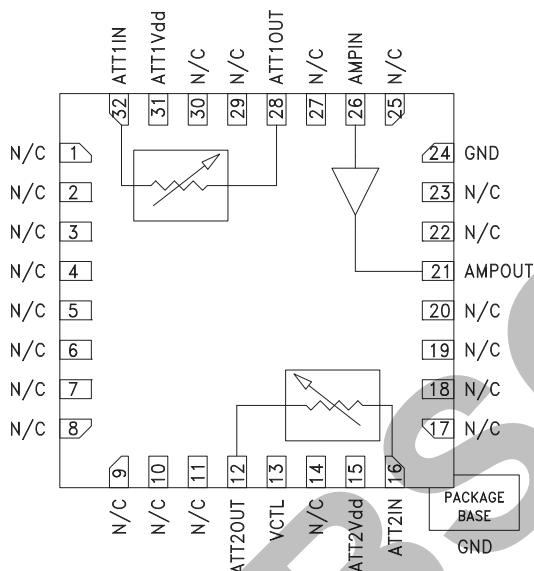 ATT1IN
ATT1Vdd
N/C
N/C
ATT1OUT
N/C
AMPIN
N/C
32
31
30
29
28
27
26
25
N/C 1
N/C 2
N/C 3
N/C 4
N/C 5
N/C 6
N/C 7
N/C 8
24 GND
23 N/C
22 N/C
21 AMPOUT
20 N/C
19 N/C
18 N/C
17 N/C
9
10
11
12
13
14
15
16
N/C
N/C
N/C
ATT2OUT
VCTL
N/C
ATT2Vdd
ATT2IN
PACKAGE
BASE
GND